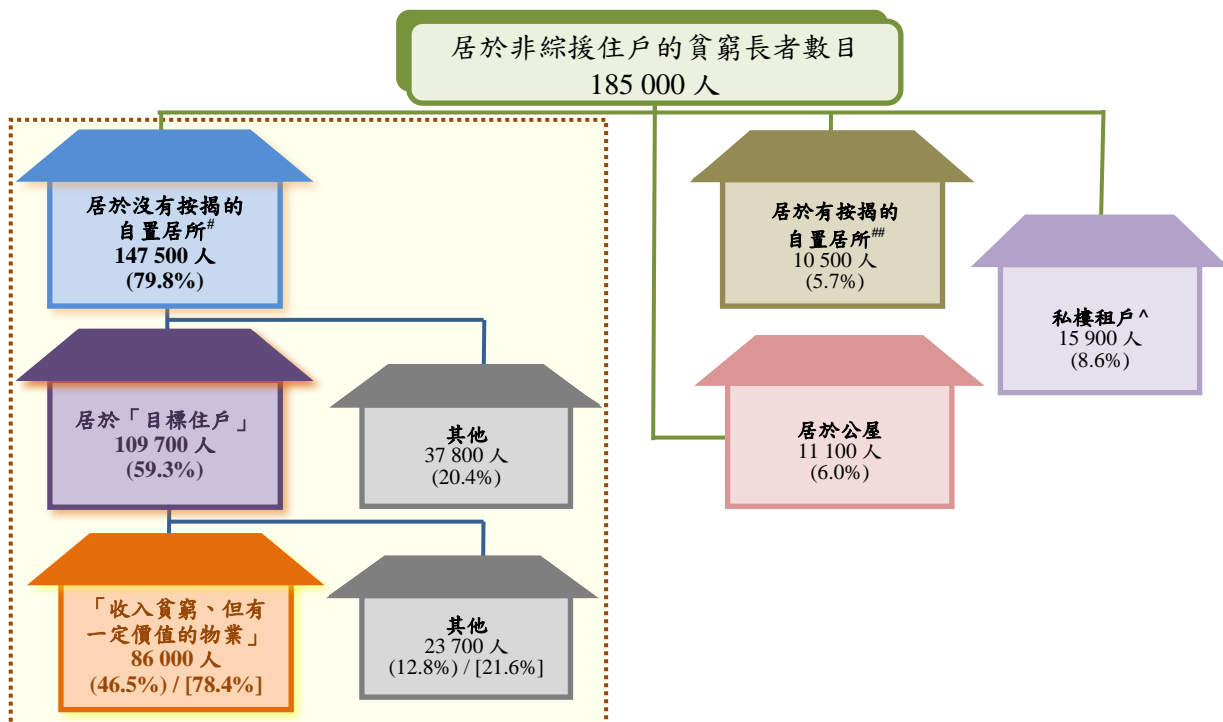 居於非綜援住戶的貧窮長者數目
185 000 人
居於沒有按揭的
自置居所#
147 500 人
(79.8%)
居於有按揭的
自置居所##
10 500 人
(5.7%)
私樓租戶^
15 900 人
(8.6%)
居於「目標住戶」
109 700 人
(59.3%)
其他
37 800 人
(20.4%)
居於公屋
11 100 人
(6.0%)
「收入貧窮、但有
一定價值的物業」
86 000 人
(46.5%) / [78.4%]
其他
23 700 人
(12.8%) / [21.6%]